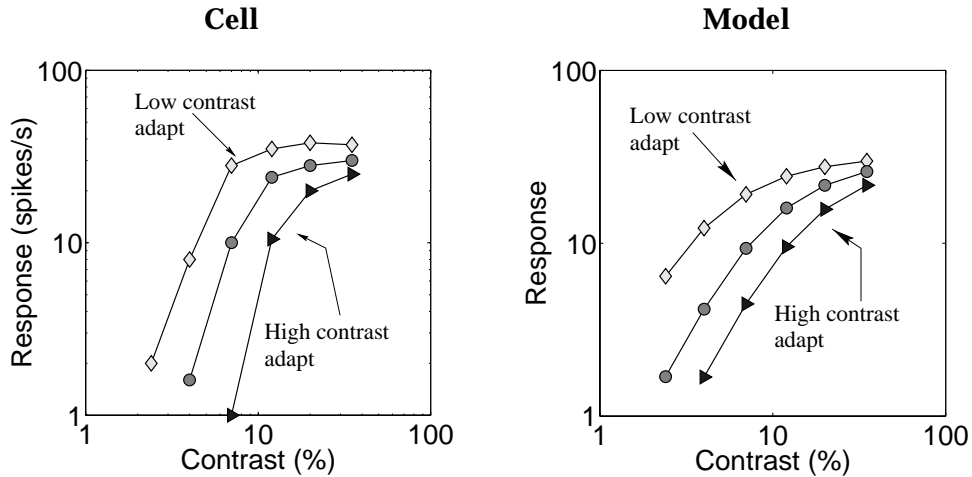 Cell
Model
Response (spikes/s)
100
10
1
Low contrast
adapt
High contrast
adapt
1
10
100
Contrast (%)
Response
100
10
1
Low contrast
adapt
High contrast
adapt
1
10
100
Contrast (%)